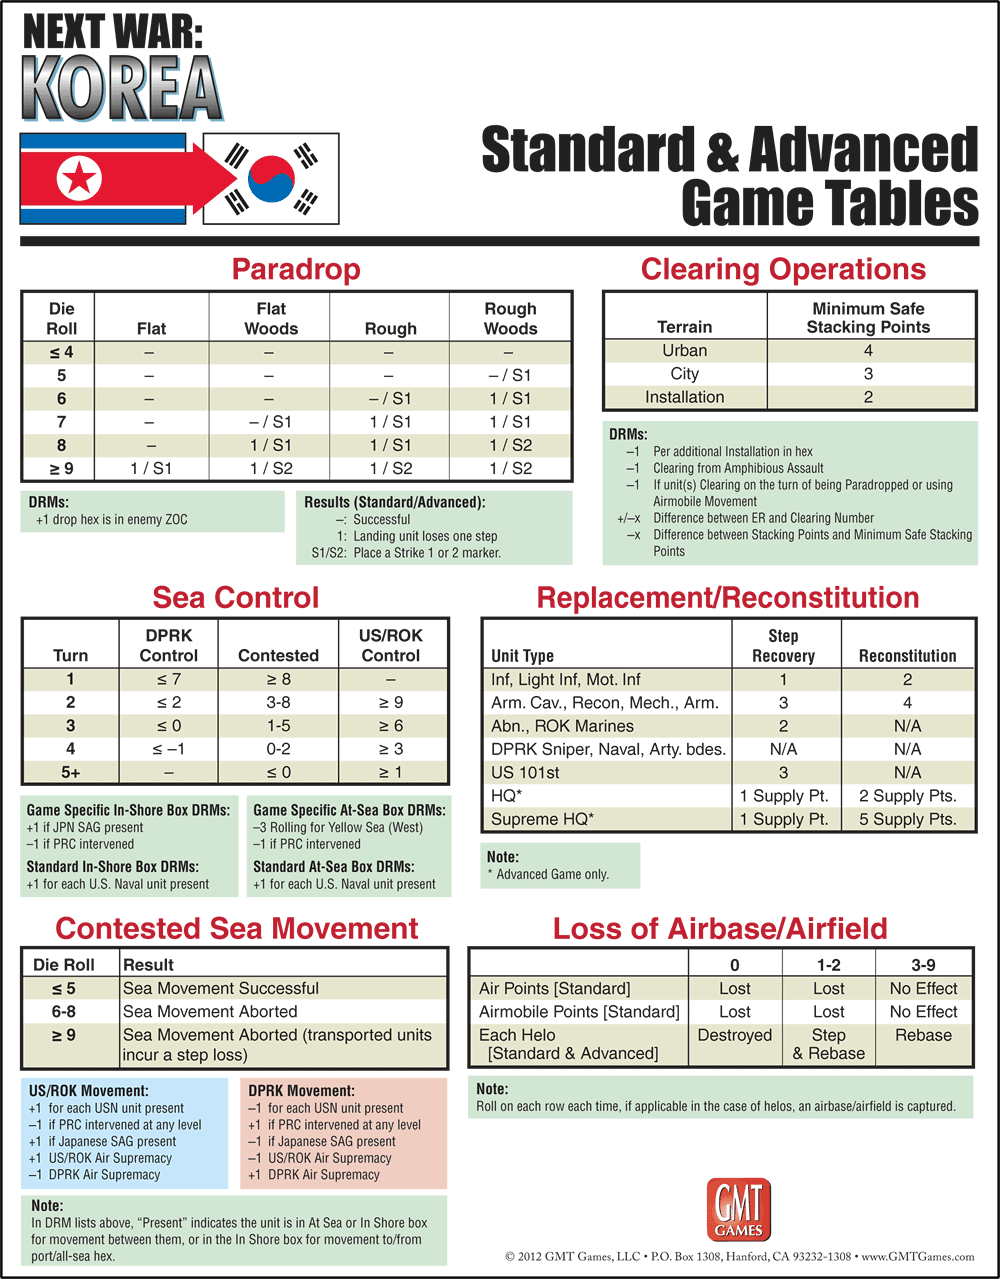 NEXT WAR:
KOREA
Standard & Advanced
Game Tables
Paradrop
Die
Roll Flat Flat
Woods Rough Rough
Woods
≤ 4 – – – –
5 – – – – / S1
6 – – – / S1 1 / S1
7 – – / S1 1 / S1 1 / S1
8 – 1 / S1 1 / S1 1 / S2
≥ 9 1 / S1 1 / S2 1 / S2 1 / S2
DRMs:
+1 drop hex is in enemy ZOC
Results (Standard/Advanced):
–: Successful
1: Landing unit loses one step
S1/S2: Place a Strike 1 or 2 marker.
Clearing Operations
Terrain Minimum Safe
Stacking Points
Urban 4
City 3
Installation 2
DRMs:
–1 Per additional Installation in hex
–1 Clearing from Amphibious Assault
–1 If unit(s) Clearing on the turn of being Paradropped or using
Airmobile Movement
+/–x Difference between ER and Clearing Number
–x Difference between Stacking Points and Minimum Safe Stacking
Points
Sea Control
Turn DPRK
Control Contested US/ROK
Control
1 ≤ 7 ≥ 8 –
2 ≤ 2 3-8 ≥ 9
3 ≤ 0 1-5 ≥ 6
4 ≤ –1 0-2 ≥ 3
5+ – ≤ 0 ≥ 1
Game Specific In-Shore Box DRMs:
+1 if JPN SAG present
–1 if PRC intervened
Standard In-Shore Box DRMs:
+1 for each U.S. Naval unit present
Game Specific At-Sea Box DRMs:
–3 Rolling for Yellow Sea (West)
–1 if PRC intervened
Standard At-Sea Box DRMs:
+1 for each U.S. Naval unit present
Replacement/Reconstitution
Unit Type Step
Recovery Reconstitution
Inf, Light Inf, Mot. Inf 1 2
Arm. Cav., Recon, Mech., Arm. 3 4
Abn., ROK Marines 2 N/A
DPRK Sniper, Naval, Arty. bdes. N/A N/A
US 101st 3 N/A
HQ* 1 Supply Pt. 2 Supply Pts.
Supreme HQ* 1 Supply Pt. 5 Supply Pts.
Note:
* Advanced Game only.
Contested Sea Movement
Die Roll Result
≤ 5 Sea Movement Successful
6-8 Sea Movement Aborted
≥ 9 Sea Movement Aborted (transported units
incur a step loss)
US/ROK Movement:
+1 for each USN unit present
–1 if PRC intervened at any level
+1 if Japanese SAG present
+1 US/ROK Air Supremacy
–1 DPRK Air Supremacy
DPRK Movement:
–1 for each USN unit present
+1 if PRC intervened at any level
–1 if Japanese SAG present
–1 US/ROK Air Supremacy
+1 DPRK Air Supremacy
Note:
In DRM lists above, “Present” indicates the unit is in At Sea or In Shore box
for movement between them, or in the In Shore box for movement to/from
port/all-sea hex.
Loss of Airbase/Airfield
0 1-2 3-9
Air Points [Standard] Lost Lost No Effect
Airmobile Points [Standard] Lost Lost No Effect
Each Helo
[Standard & Advanced] Destroyed Step
& Rebase Rebase
Note:
Roll on each row each time, if applicable in the case of helos, an airbase/airfield is captured.
GMT
GAMES
© 2012 GMT Games, LLC • P.O. Box 1308, Hanford, CA 93232-1308 • www.GMTGames.com